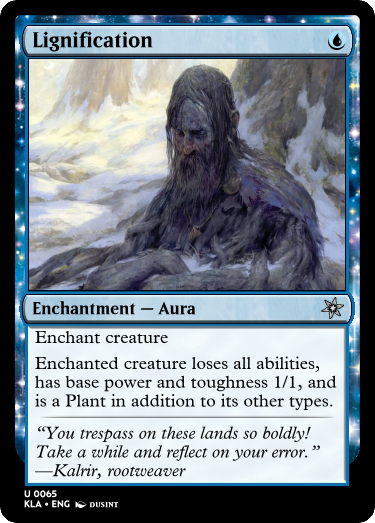 Lignification
Enchantment — Aura
Enchant creature
Enchanted creature loses all abilities,
has base power and toughness 1/1, and
is a Plant in addition to its other types.
“You trespass on these lands so boldly!
Take a while and reflect on your error.”
—Kalrir, rootweaver
U 0065
KLA • ENG DUSINT